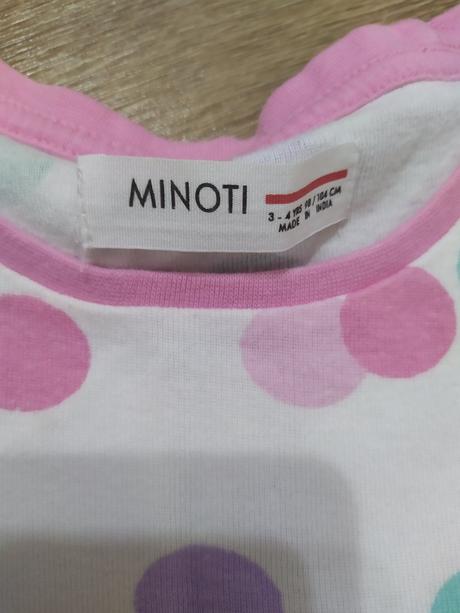 MINOTI
3 - 4 YRS 98 / 104 CM
MADE IN INDIA